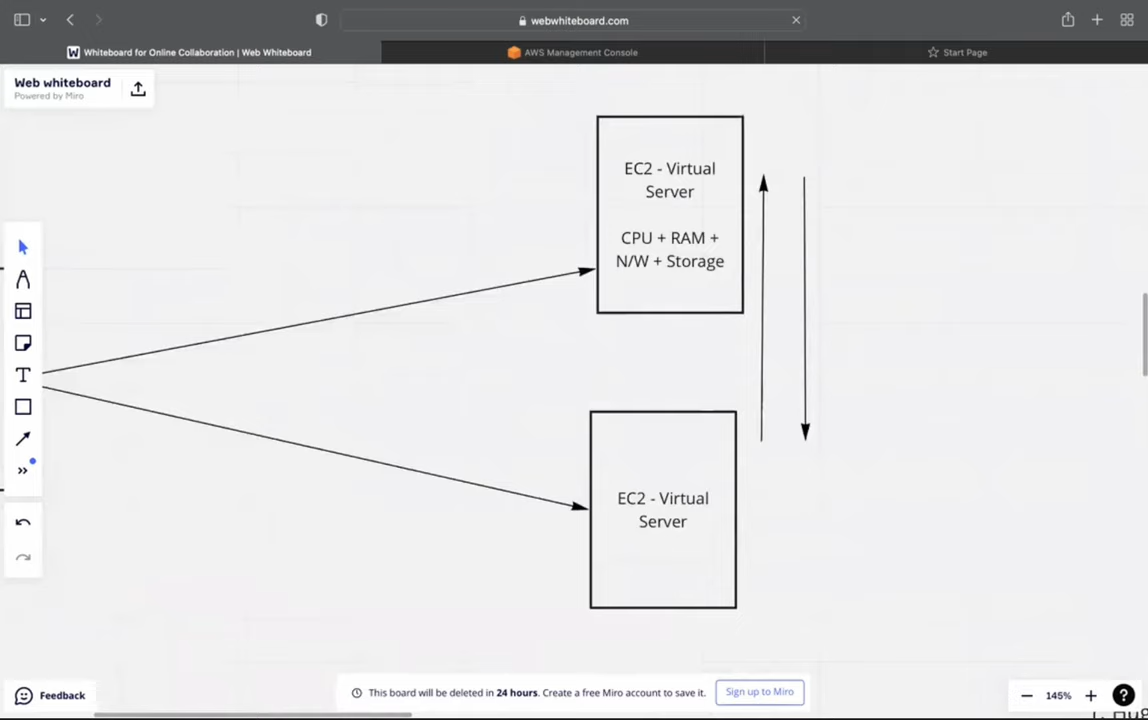 webwhiteboard.com
Whiteboard for Online Collaboration | Web Whiteboard
AWS Management Console
Start Page
Web whiteboard
Powered by Miro
EC2 - Virtual
Server
CPU + RAM +
N/W + Storage
EC2 - Virtual
Server
Feedback
This board will be deleted in 24 hours. Create a free Miro account to save it.
Sign up to Miro
145%